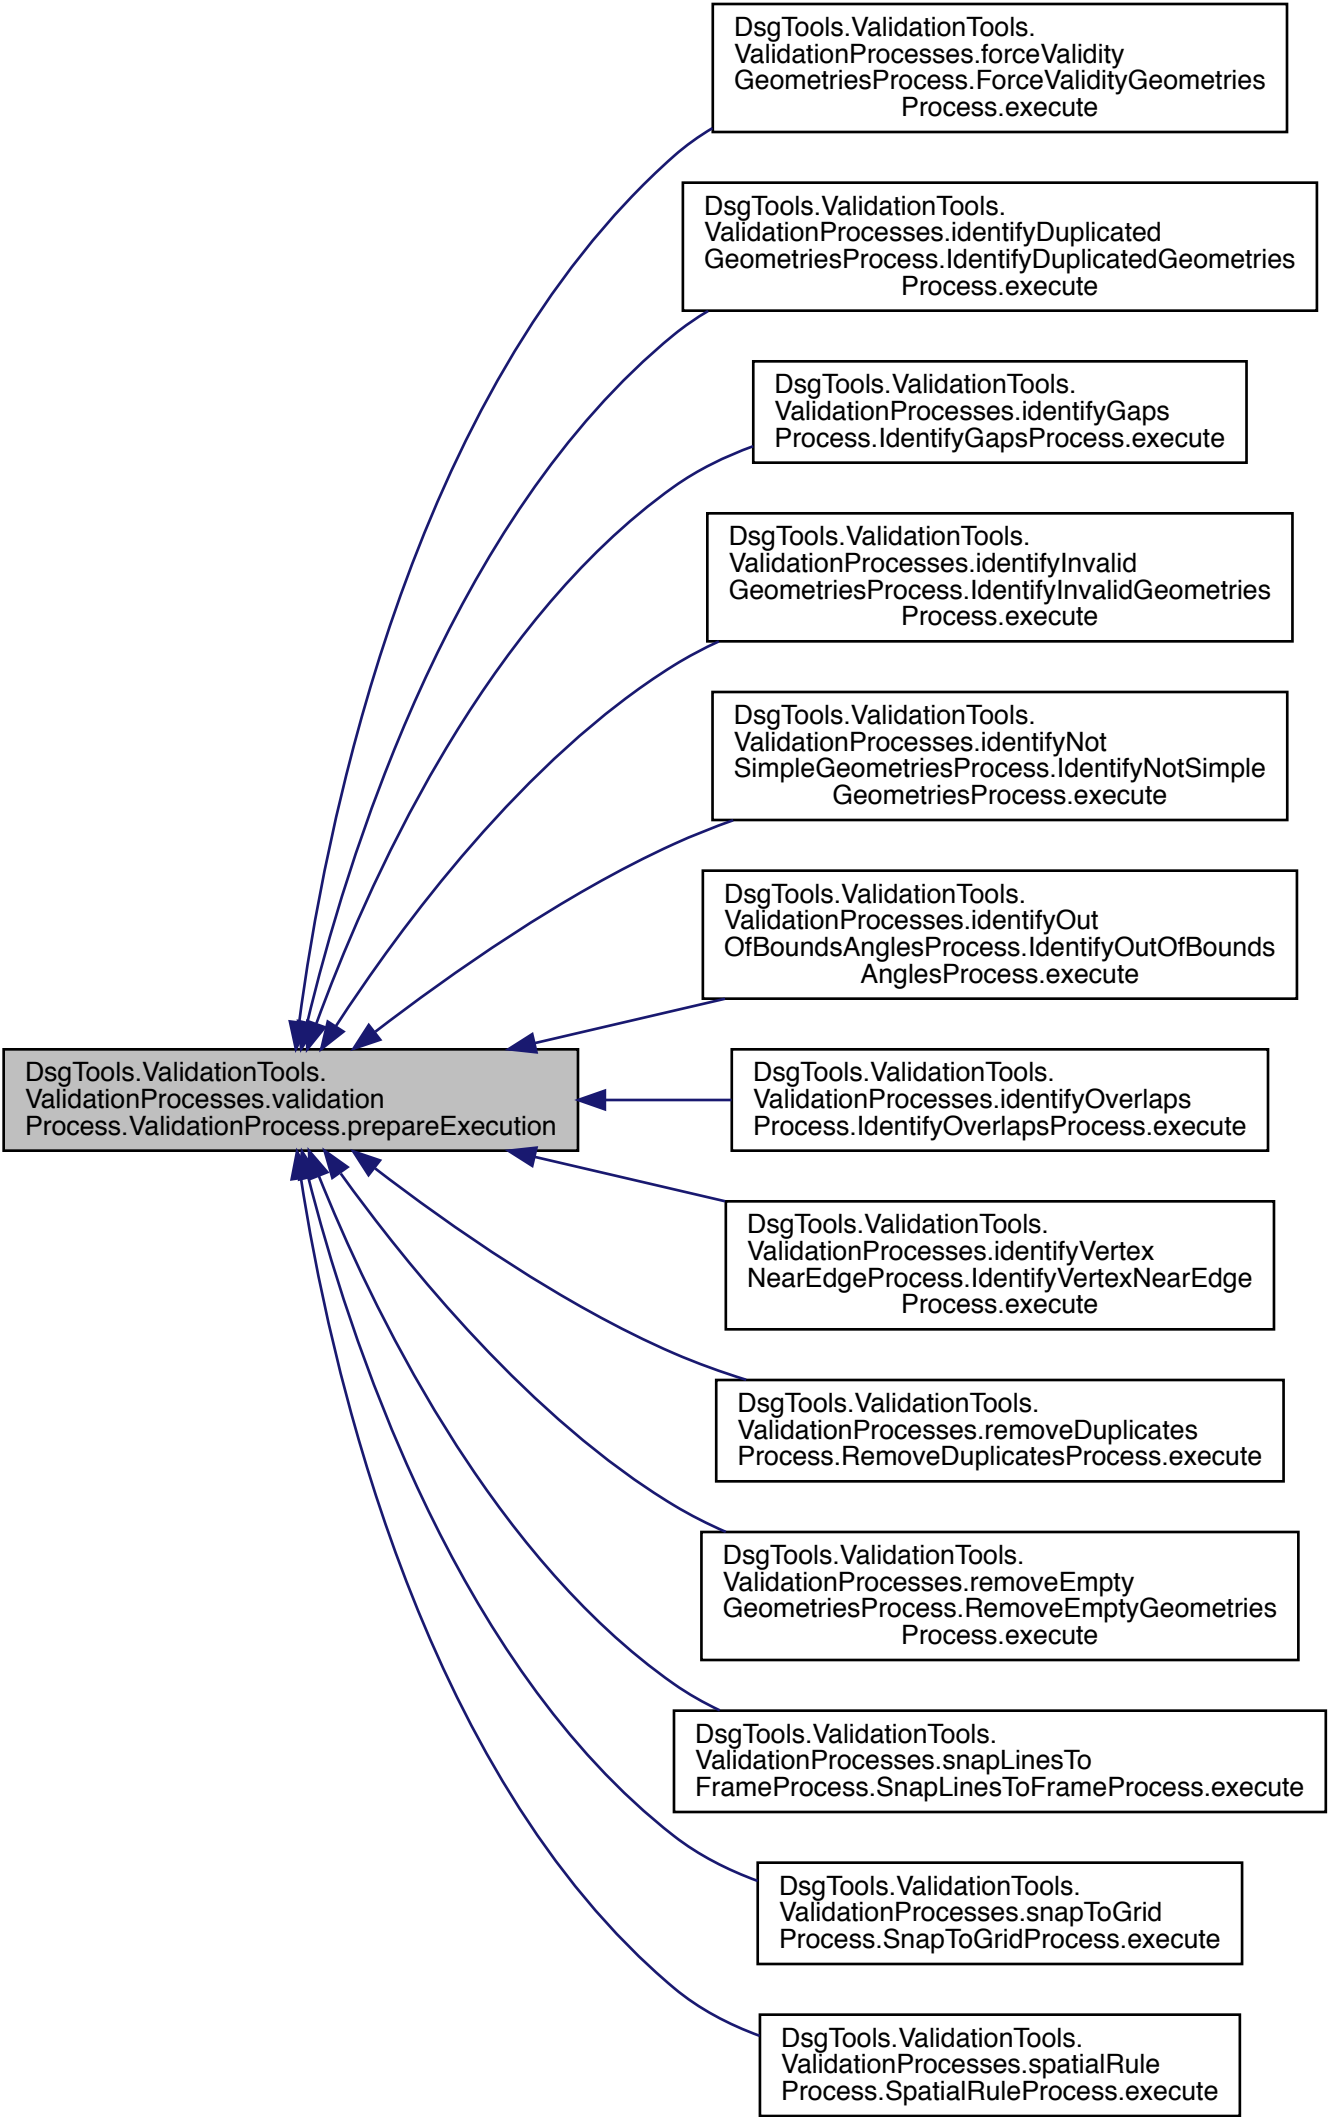 DsgTools.ValidationTools.
ValidationProcesses.forceValidity
GeometriesProcess.ForceValidityGeometries
Process.execute
DsgTools.ValidationTools.
ValidationProcesses.identifyDuplicated
GeometriesProcess.IdentifyDuplicatedGeometries
Process.execute
DsgTools.ValidationTools.
ValidationProcesses.identifyGaps
Process.IdentifyGapsProcess.execute
DsgTools.ValidationTools.
ValidationProcesses.identifyInvalid
GeometriesProcess.IdentifyInvalidGeometries
Process.execute
DsgTools.ValidationTools.
ValidationProcesses.identifyNot
SimpleGeometriesProcess.IdentifyNotSimple
GeometriesProcess.execute
DsgTools.ValidationTools.
ValidationProcesses.identifyOut
OfBoundsAnglesProcess.IdentifyOutOfBounds
AnglesProcess.execute
DsgTools.ValidationTools.
ValidationProcesses.validation
Process.ValidationProcess.prepareExecution
DsgTools.ValidationTools.
ValidationProcesses.identifyOverlaps
Process.IdentifyOverlapsProcess.execute
DsgTools.ValidationTools.
ValidationProcesses.identifyVertex
NearEdgeProcess.IdentifyVertexNearEdge
Process.execute
DsgTools.ValidationTools.
ValidationProcesses.removeDuplicates
Process.RemoveDuplicatesProcess.execute
DsgTools.ValidationTools.
ValidationProcesses.removeEmpty
GeometriesProcess.RemoveEmptyGeometries
Process.execute
DsgTools.ValidationTools.
ValidationProcesses.snapLinesTo
FrameProcess.SnapLinesToFrameProcess.execute
DsgTools.ValidationTools.
ValidationProcesses.snapToGrid
Process.SnapToGridProcess.execute
DsgTools.ValidationTools.
ValidationProcesses.spatialRule
Process.SpatialRuleProcess.execute